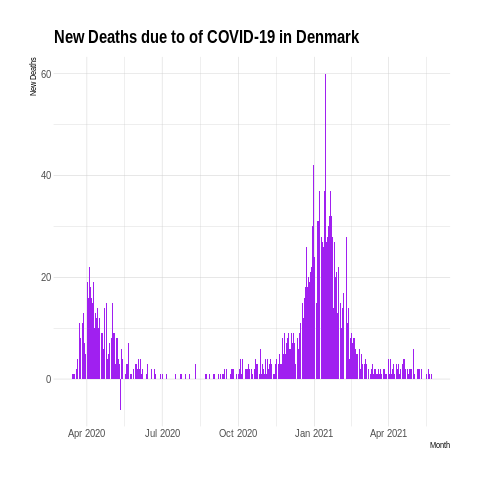 New Deaths due to of COVID-19 in Denmark
New Deaths
60
40
20
0
Apr 2020 Jul 2020 Oct 2020 Jan 2021 Apr 2021
Month